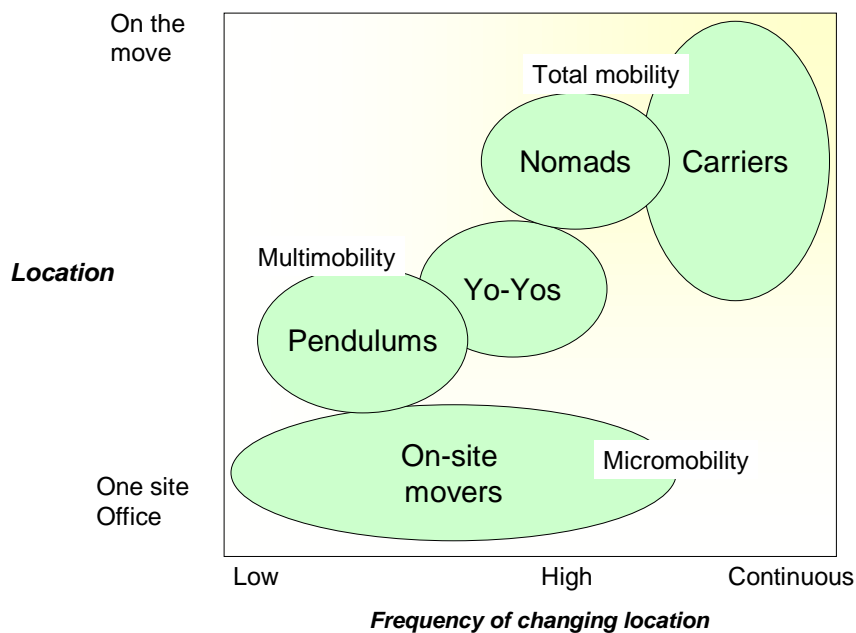 On the
move
Total mobility
Nomads
Carriers
Multimobility
Location
Yo-Yos
Pendulums
On-site
movers
Micromobility
One site
Office
Low
High
Continuous
Frequency of changing location